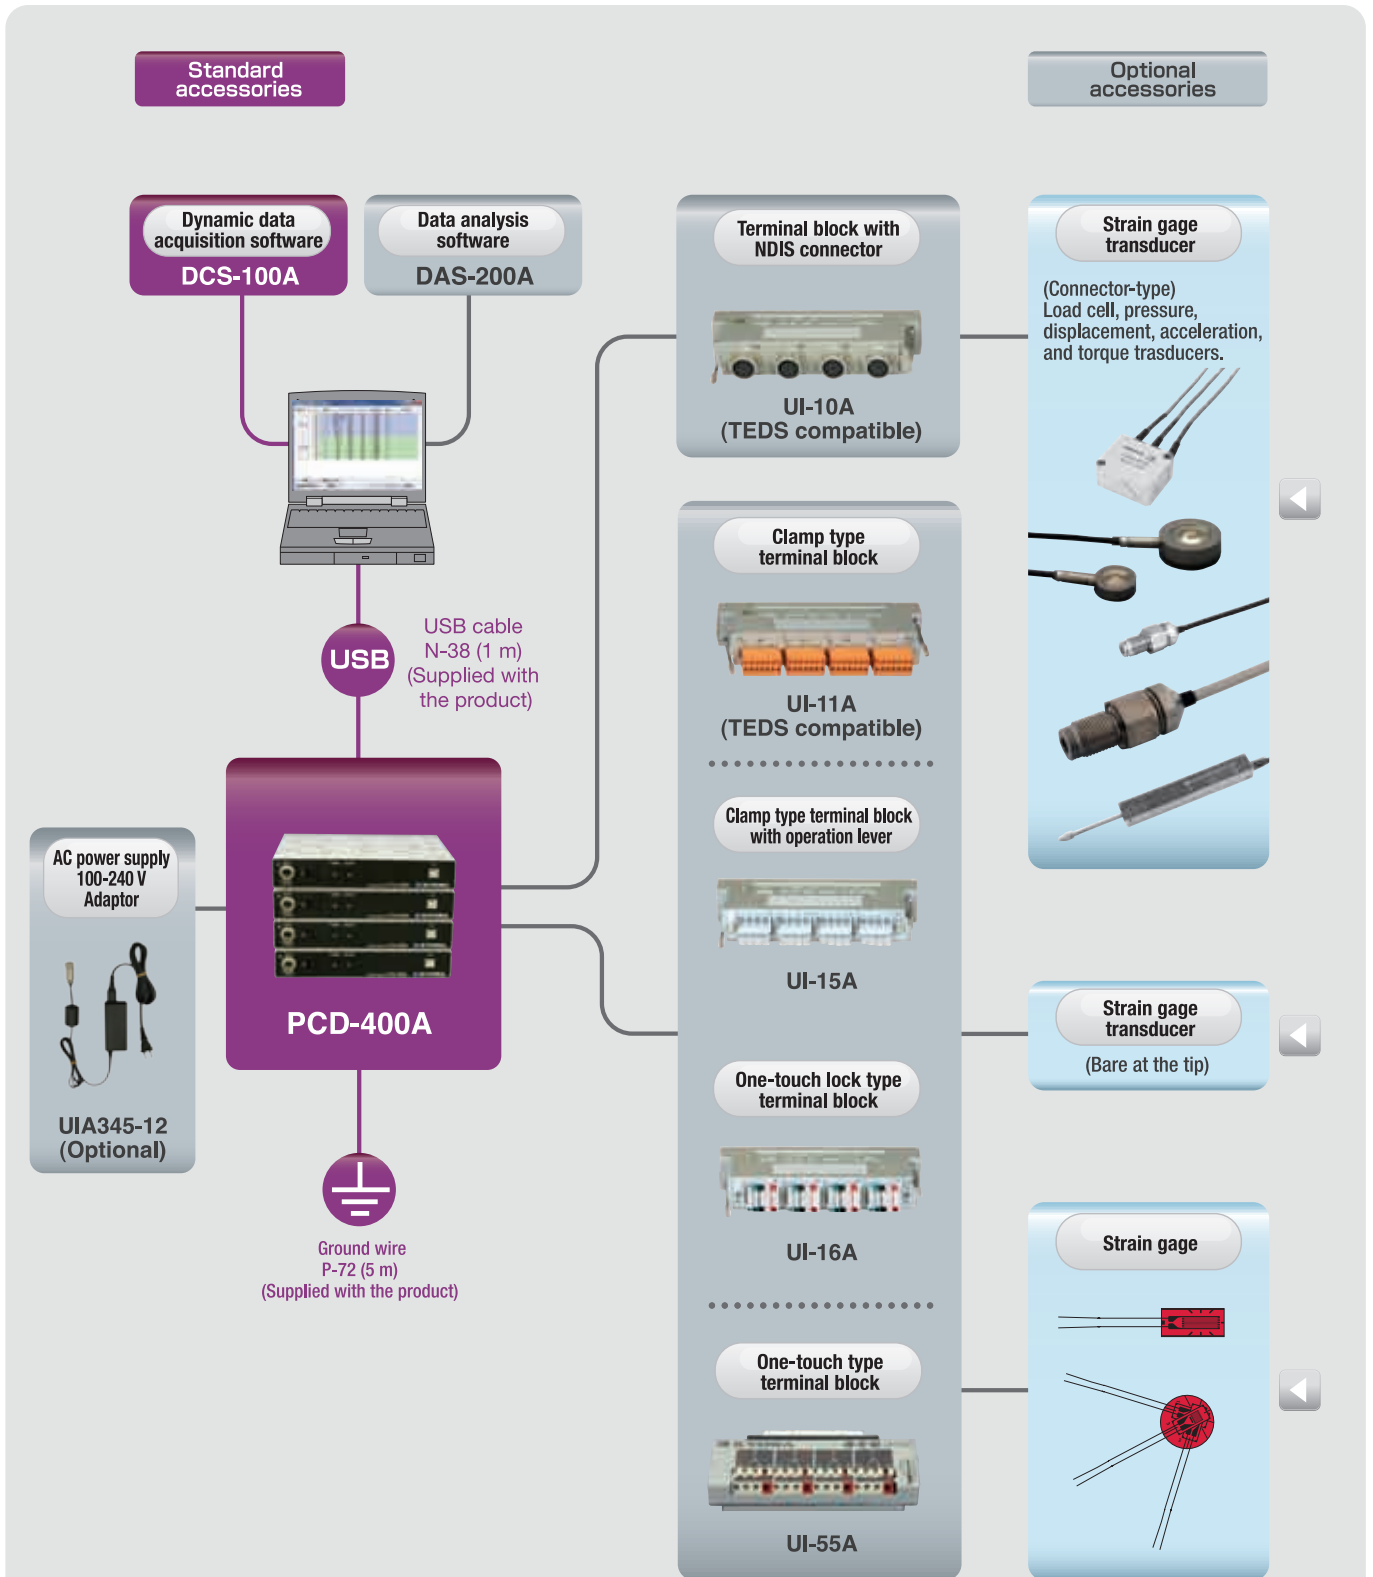 Standard
accessories
Optional
accessories
Dynamic data
acquisition software
DCS-100A
Data analysis
software
DAS-200A
USB
USB cable
N-38 (1 m)
(Supplied with
the product)
AC power supply
100-240 V
Adaptor
UIA345-12
(Optional)
PCD-400A
Ground wire
P-72 (5 m)
(Supplied with the product)
Terminal block with
NDIS connector
UI-10A
(TEDS compatible)
Clamp type
terminal block
UI-11A
(TEDS compatible)
Clamp type terminal block
with operation lever
UI-15A
One-touch lock type
terminal block
UI-16A
One-touch type
terminal block
UI-55A
Strain gage
transducer
(Connector-type)
Load cell, pressure,
displacement, acceleration,
and torque trasducers.
Strain gage
transducer
(Bare at the tip)
Strain gage